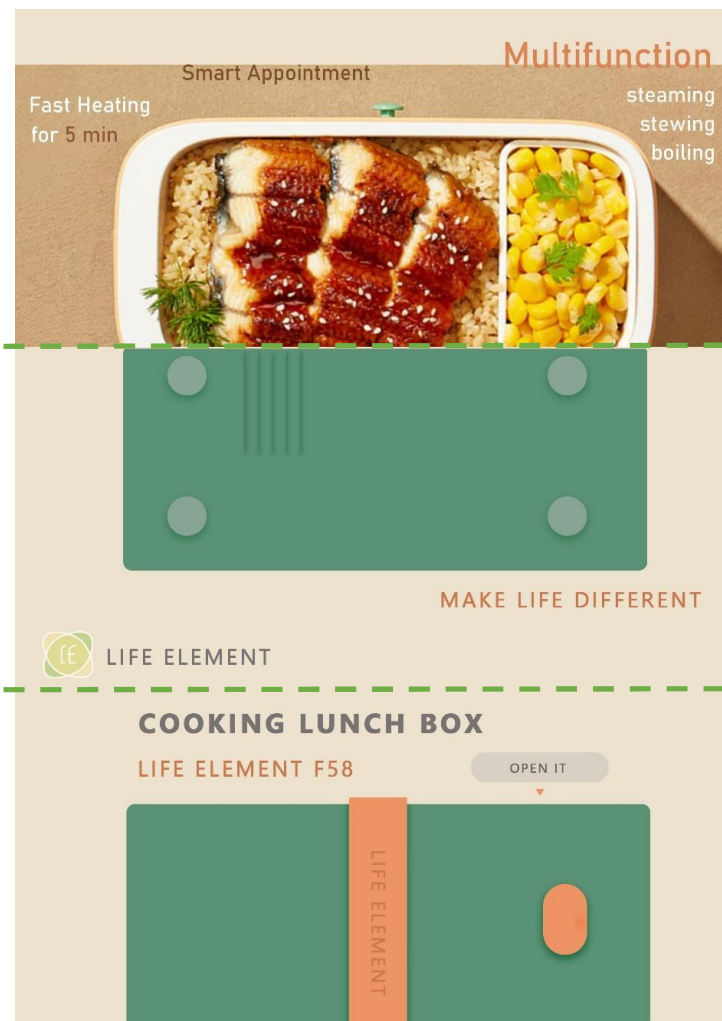 Multifunction
Smart Appointment
Fast Heating
for 5 min
steaming
stewing
boiling
MAKE LIFE DIFFERENT
LE LIFE ELEMENT
COOKING LUNCH BOX
LIFE ELEMENT F58
OPEN IT
LIFE ELEMENT